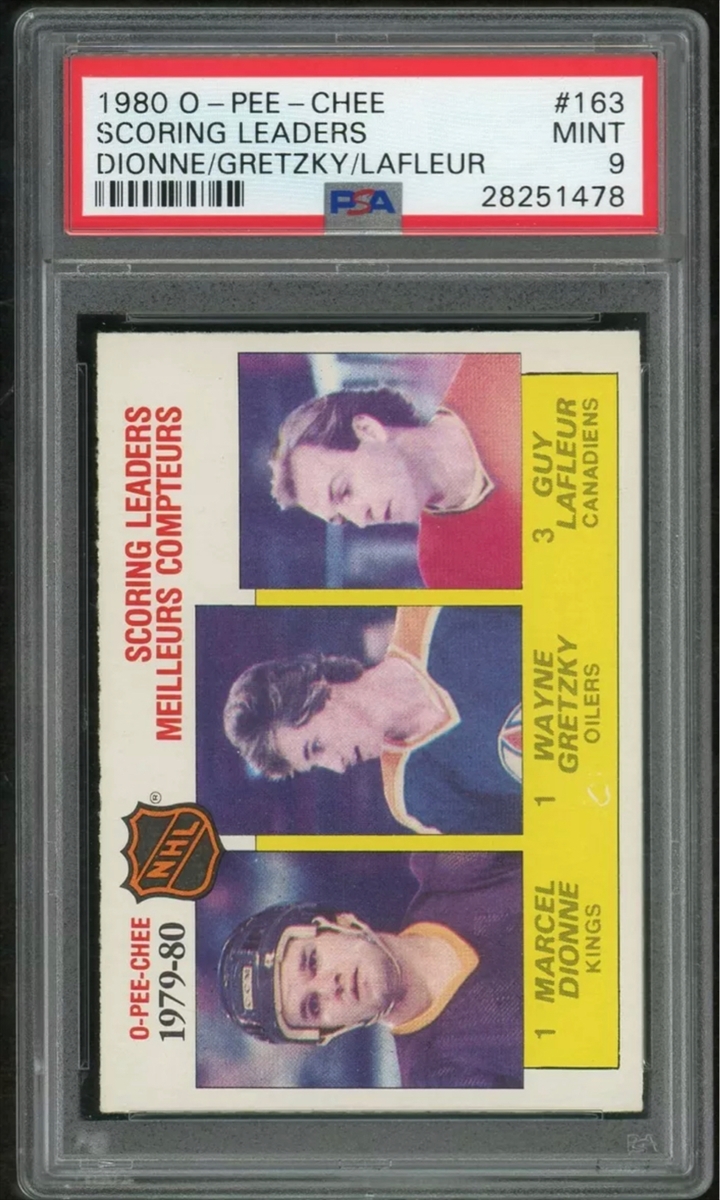 1980 O-PEE-CHEE #163
SCORING LEADERS MINT
DIONNE/GRETZKY/LAFLEUR 9
PSA 28251478
SCORING LEADERS
MEILLEURS COMPTEURS
O-PEE-CHEE
1979-80
NHL®
CCM
1 MARCEL
DIONNE
KINGS
1 WAYNE
GRETZKY
OILERS
3 GUY
LAFLEUR
CANADIENS